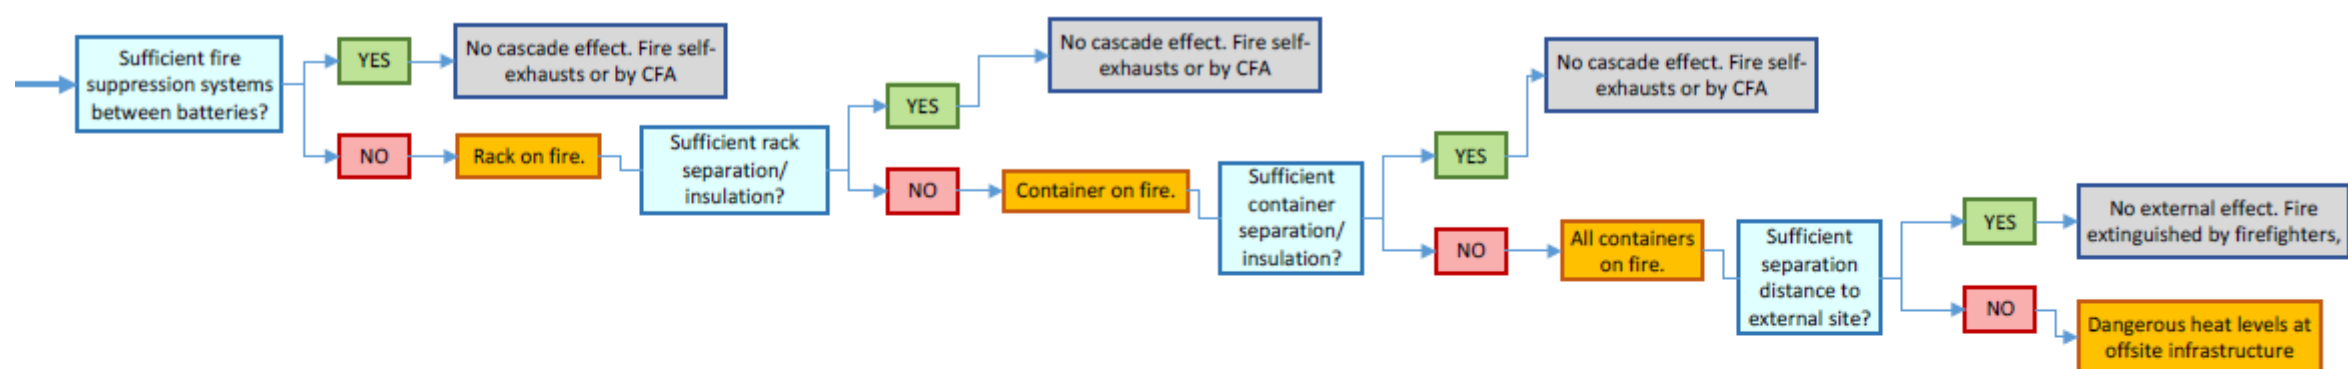 Sufficient fire
suppression systems
between batteries?
YES
No cascade effect. Fire self-
exhausts or by CFA
NO
Rack on fire.
Sufficient rack
separation/
insulation?
YES
No cascade effect. Fire self-
exhausts or by CFA
NO
Container on fire.
Sufficient
container
separation/
insulation?
YES
No cascade effect. Fire self-
exhausts or by CFA
NO
All containers
on fire.
Sufficient
separation
distance to
external site?
YES
No external effect. Fire
extinguished by firefighters,
NO
Dangerous heat levels at
offsite infrastructure